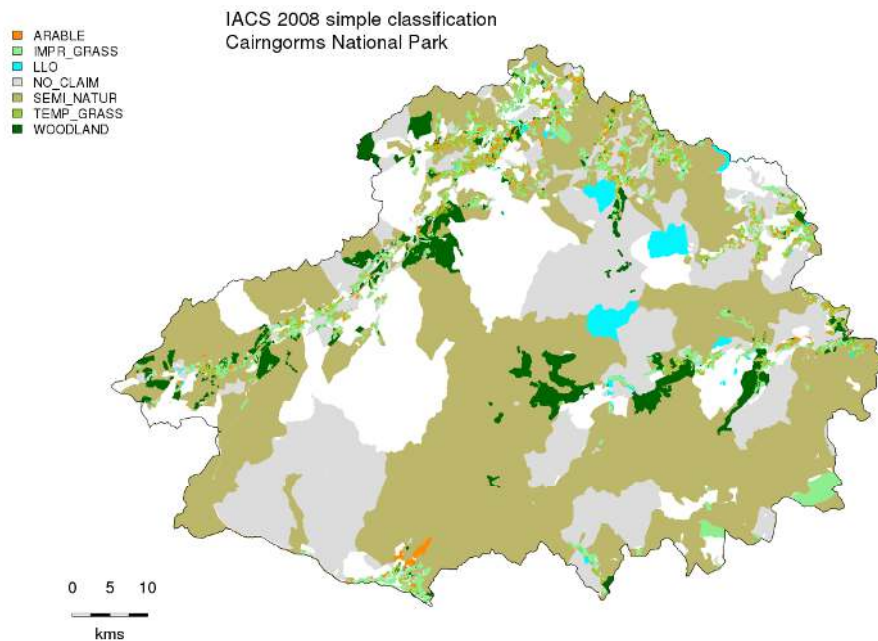 IACS 2008 simple classification
Cairngorms National Park
ARABLE
IMPR_GRASS
LLO
NO_CLAIM
SEMI_NATUR
TEMP_GRASS
WOODLAND
0 5 10
kms